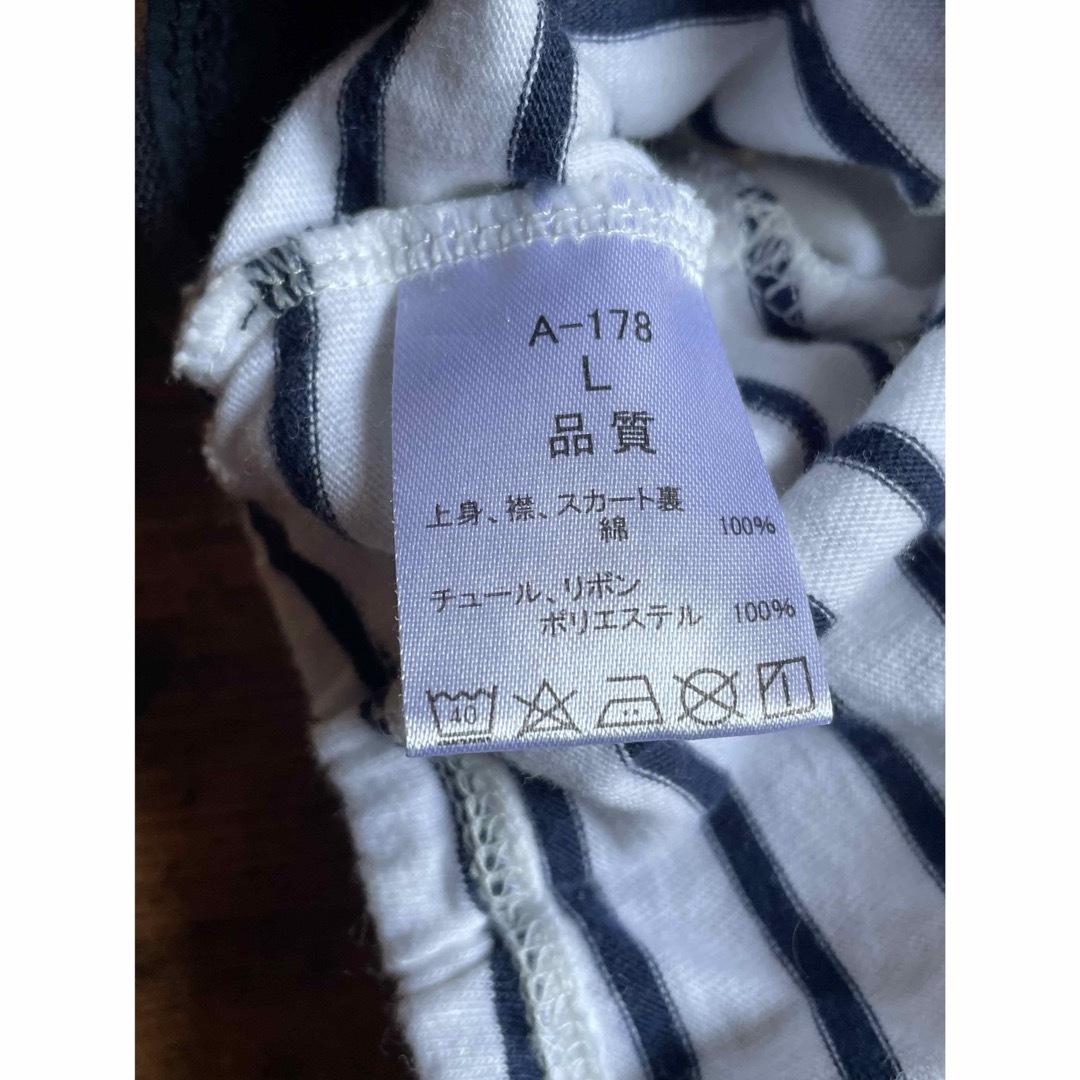 A-178
L
品質
上身、襟、スカート裏
綿 100%
チュール、リボン
ポリエステル 100%
40